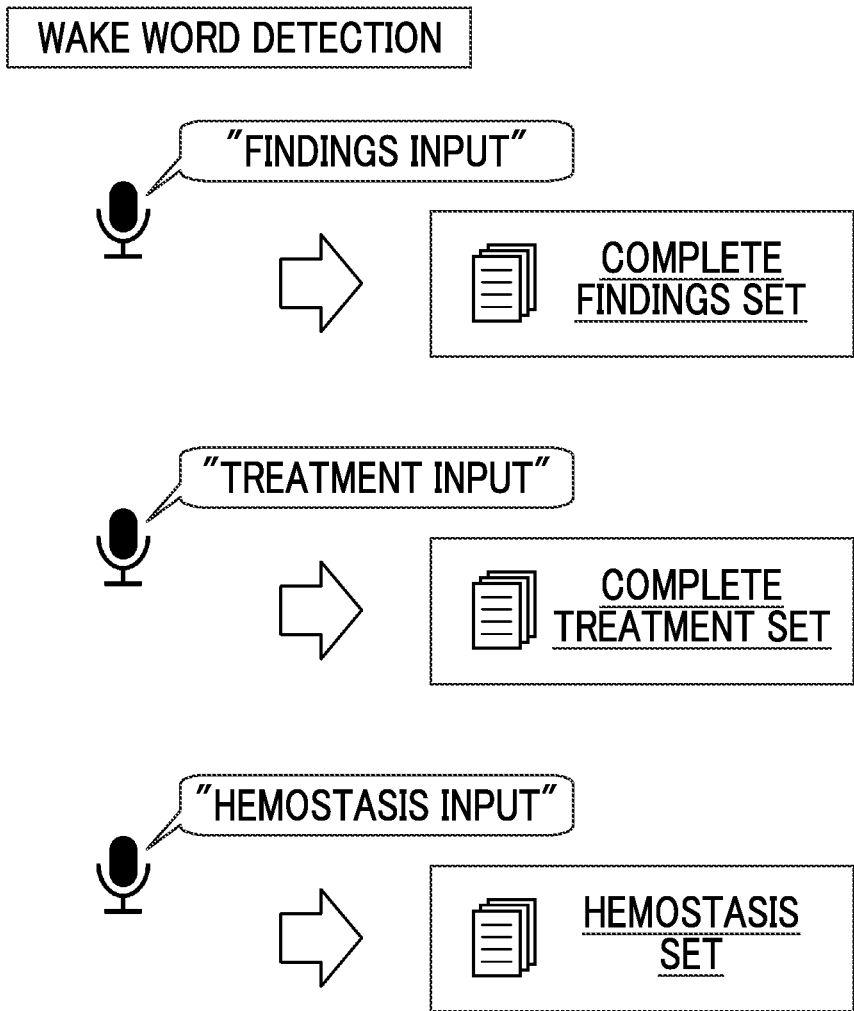 WAKE WORD DETECTION
"FINDINGS INPUT"
COMPLETE
FINDINGS SET
"TREATMENT INPUT"
COMPLETE
TREATMENT SET
"HEMOSTASIS INPUT"
HEMOSTASIS
SET